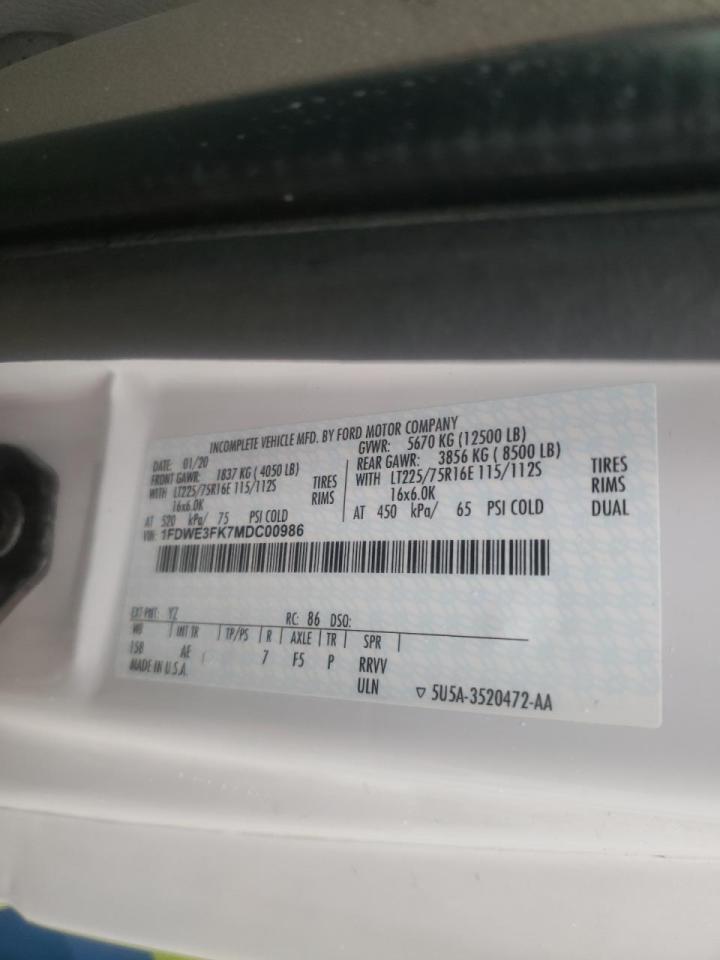 INCOMPLETE VEHICLE MFD. BY FORD MOTOR COMPANY
DATE: 01/20 GVWR: 5670 KG (12500 LB)
FRONT GAWR: 1837 KG (4050 LB) REAR GAWR: 3856 KG (8500 LB)
WITH LT225/75R16E 115/112S TIRES WITH LT225/75R16E 115/112S TIRES
16x6.0K RIMS 16x6.0K RIMS
AT 520 kPa/ 75 PSI COLD AT 450 kPa/ 65 PSI COLD DUAL
VIN: 1FDWE3FK7MDC00986
EXT PNT: YZ RC: 86 DSO:
WB INT TR TP/PS R AXLE TR SPR
158 AE 7 F5 P RRVV
MADE IN U.S.A. ULN
▽ 5U5A-3520472-AA